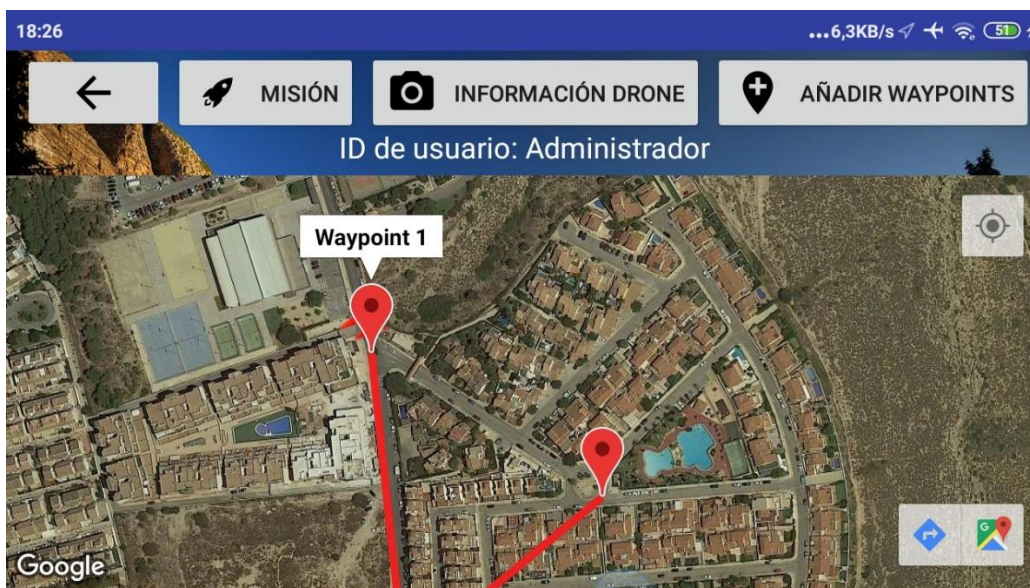 18:26
...6,3KB/s
51
MISIÓN
INFORMACIÓN DRONE
AÑADIR WAYPOINTS
ID de usuario: Administrador
Waypoint 1
Google